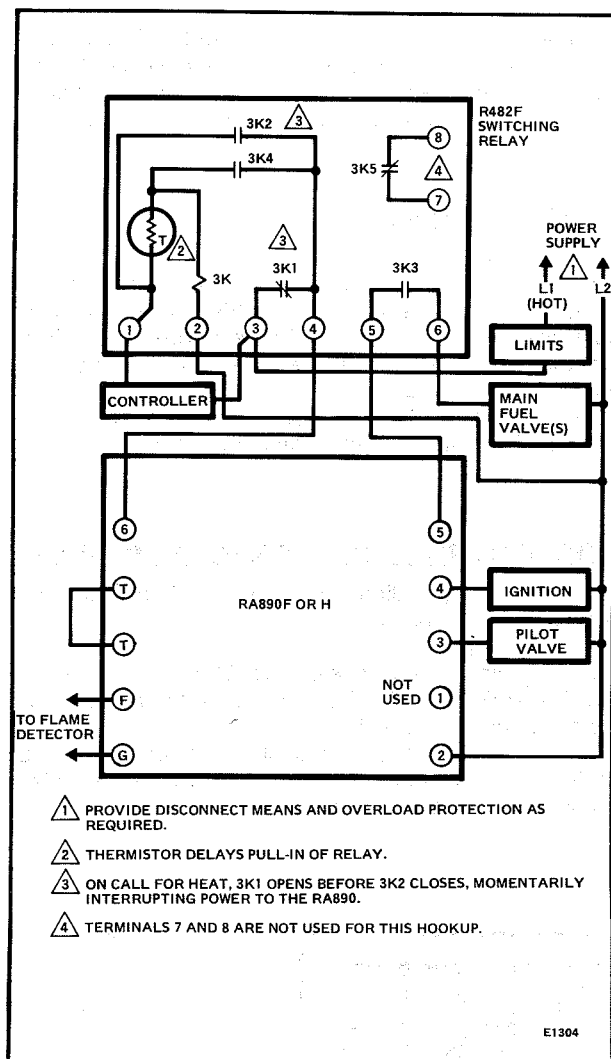 R482F
SWITCHING
RELAY
3K2
3
8
3K4
3K5
4
7
T
2
3
3K
3K1
3K3
POWER
SUPPLY
1
L1
(HOT)
L2
1
2
3
4
5
6
LIMITS
CONTROLLER
MAIN
FUEL
VALVE(S)
6
5
T
RA890F OR H
4
IGNITION
T
3
PILOT
VALVE
F
NOT
USED
1
TO FLAME
DETECTOR
G
2
1 PROVIDE DISCONNECT MEANS AND OVERLOAD PROTECTION AS
REQUIRED.
2 THERMISTOR DELAYS PULL-IN OF RELAY.
3 ON CALL FOR HEAT, 3K1 OPENS BEFORE 3K2 CLOSES, MOMENTARILY
INTERRUPTING POWER TO THE RA890.
4 TERMINALS 7 AND 8 ARE NOT USED FOR THIS HOOKUP.
E1304